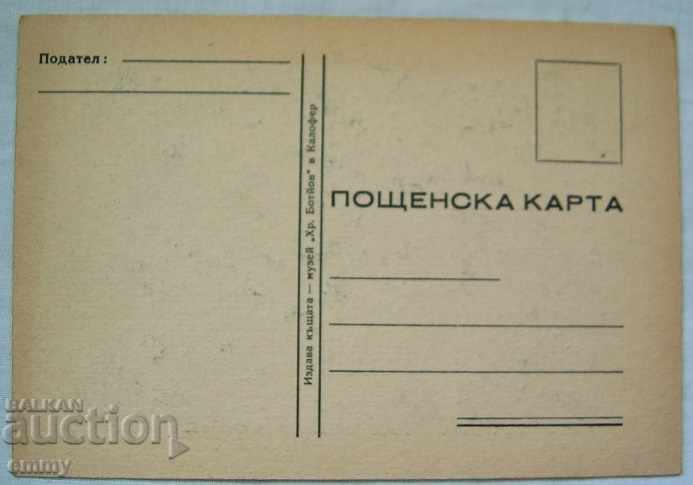 Подател:
Издава къщата — музей „Хр. Ботйов" в Калофер
ПОЩЕНСКА КАРТА
BALKAN
auction
emmy